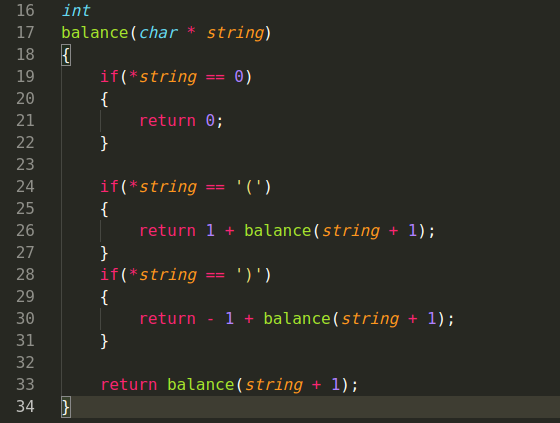 16 int
17 balance(char * string)
18 {
19     if(*string == 0)
20     {
21         return 0;
22     }
23
24     if(*string == '(')
25     {
26         return 1 + balance(string + 1);
27     }
28     if(*string == ')')
29     {
30         return - 1 + balance(string + 1);
31     }
32
33     return balance(string + 1);
34 }